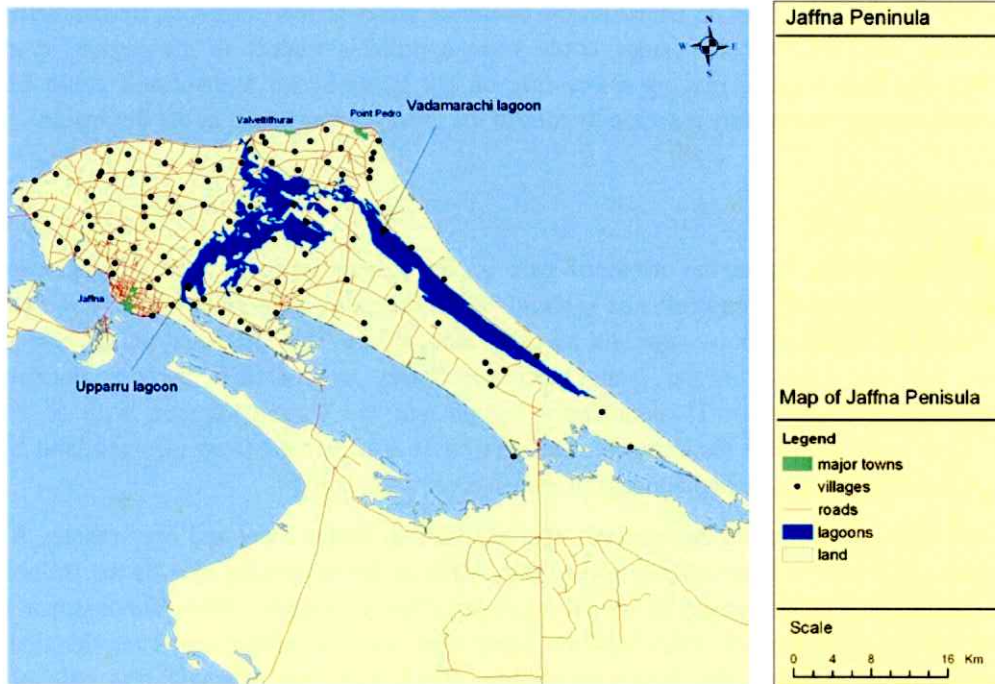 N
W E
S
Vadamarachi lagoon
Point Pedro
Valvettithurai
Jaffna
Upparru lagoon
Jaffna Peninula
Map of Jaffna Penisula
Legend
major towns
villages
roads
lagoons
land
Scale
0 4 8 16 Km